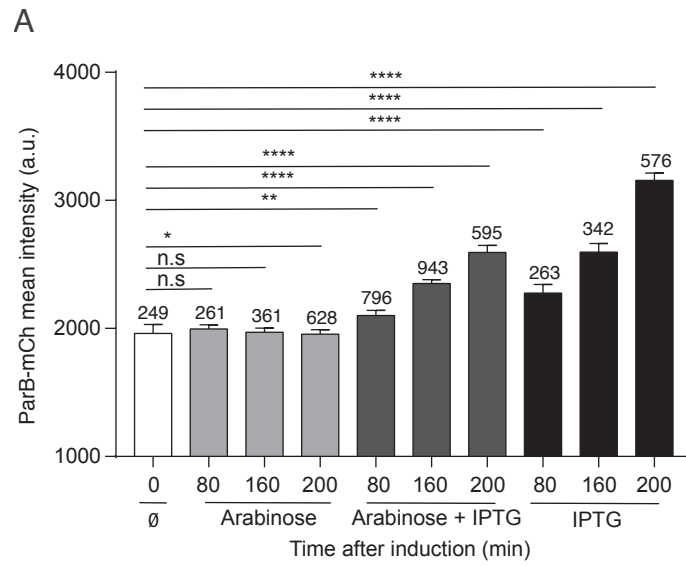 A
ParB-mCh mean intensity (a.u.)
4000
3000
2000
1000
****
****
****
****
****
**
*
n.s
n.s
249 261 361 628 796 943 595 263 342 576
0 80 160 200 80 160 200 80 160 200
ø Arabinose Arabinose + IPTG IPTG
Time after induction (min)